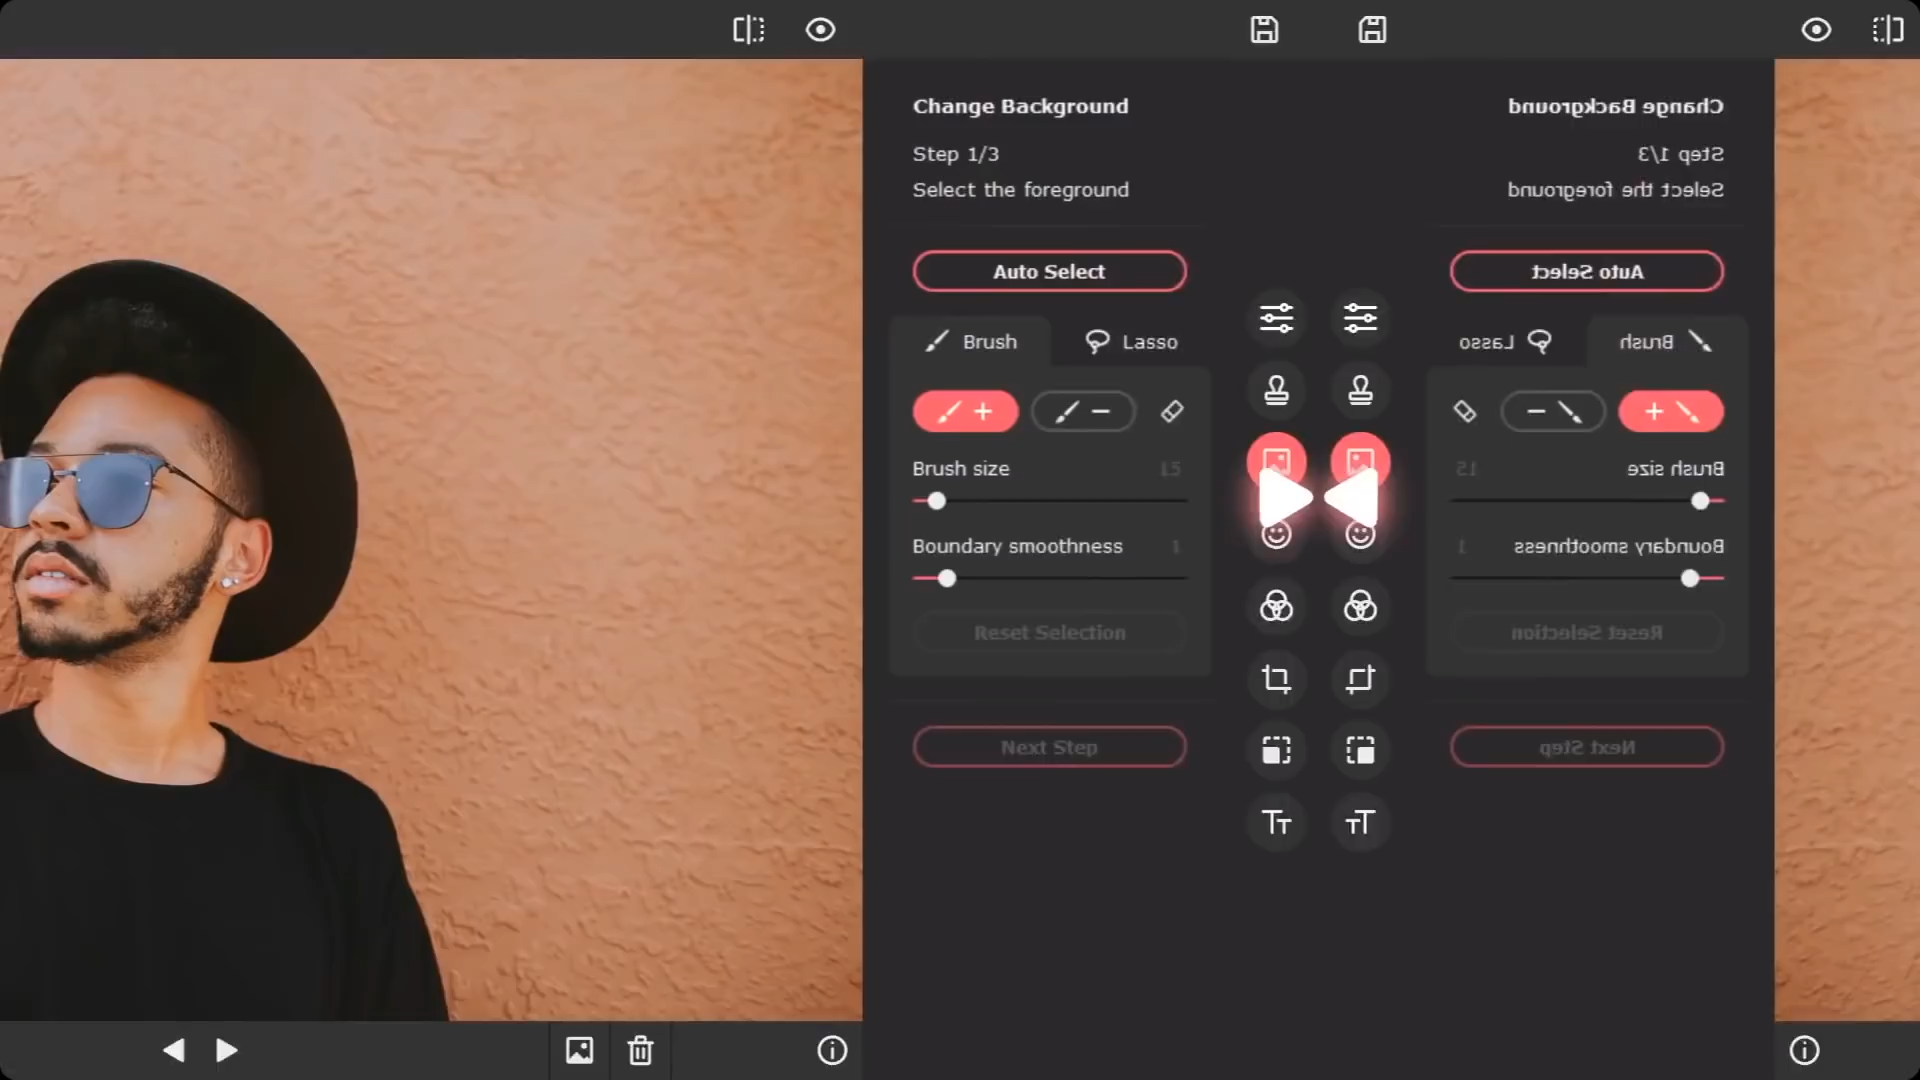 Change Background
Step 1/3
Select the foreground
Auto Select
Brush
Lasso
Brush size
15
Boundary smoothness
1
Reset Selection
Next Step
Change Background
Step 1/3
Select the foreground
Auto Select
Lasso
Brush
15
Brush size
1
Boundary smoothness
Reset Selection
Next Step